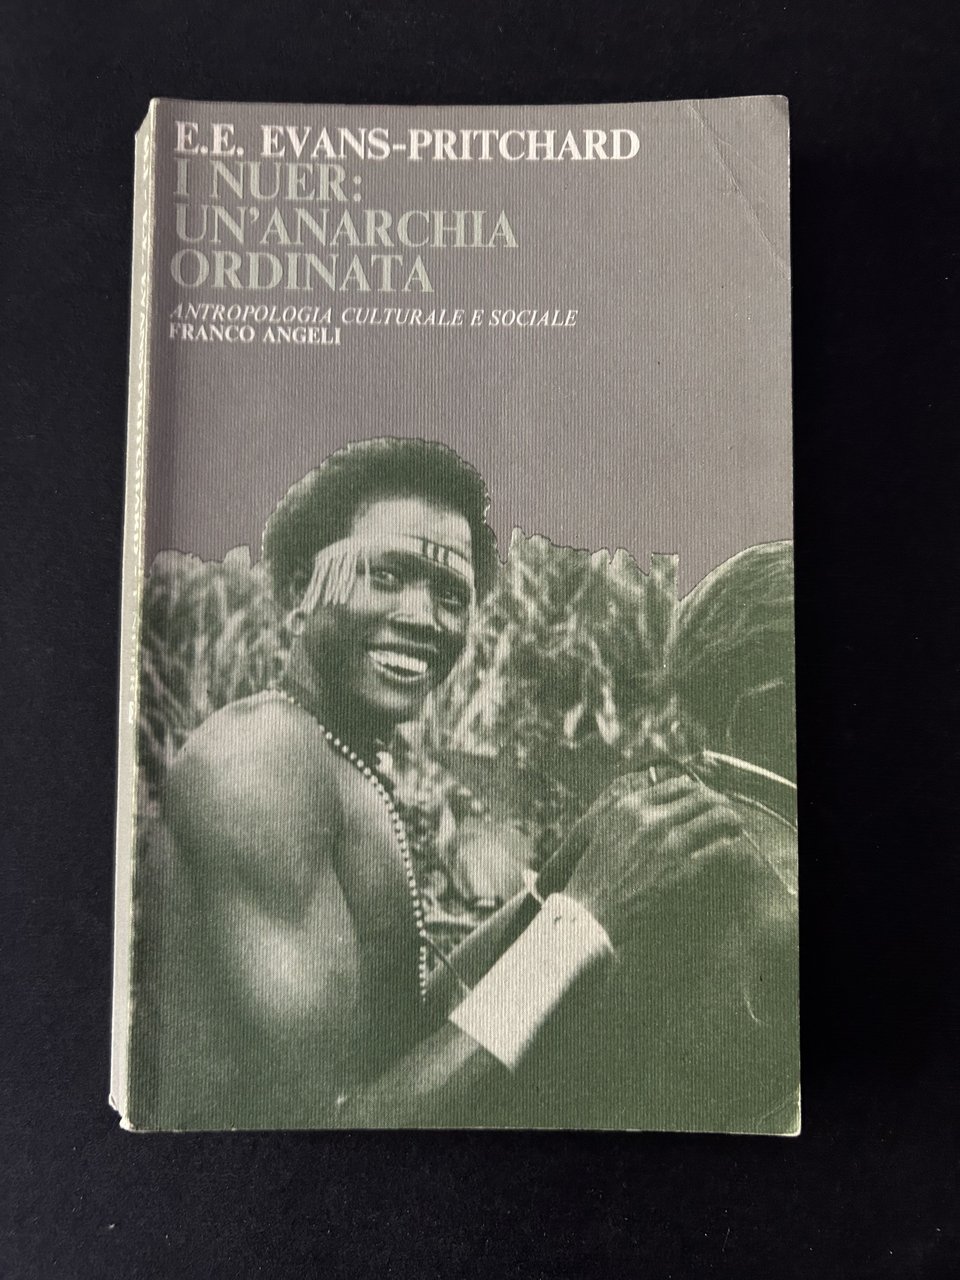 E.E. EVANS-PRITCHARD
I NUER:
UN'ANARCHIA
ORDINATA
ANTROPOLOGIA CULTURALE E SOCIALE
FRANCO ANGELI